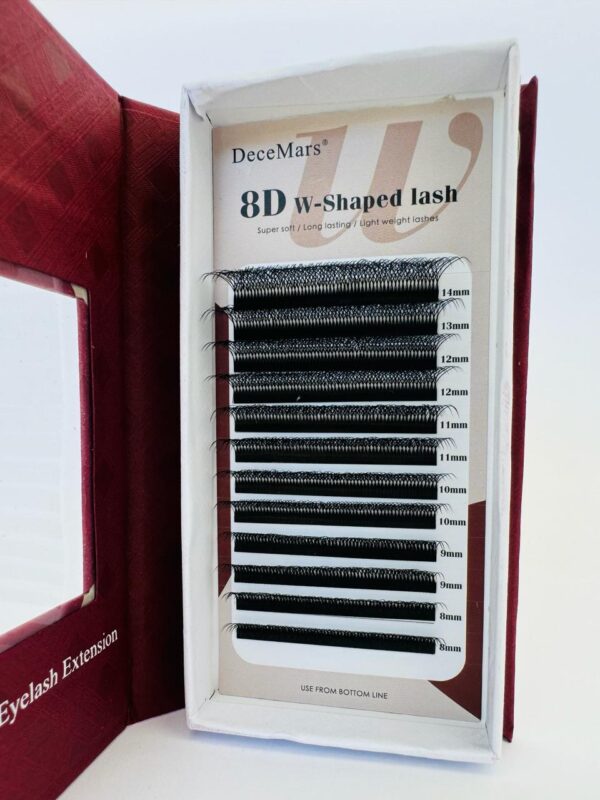 DeceMars®
8D W-Shaped lash
Super soft / Long lasting / Light weight lashes
14mm
13mm
12mm
12mm
11mm
11mm
10mm
10mm
9mm
9mm
8mm
8mm
USE FROM BOTTOM LINE
Eyelash Extension